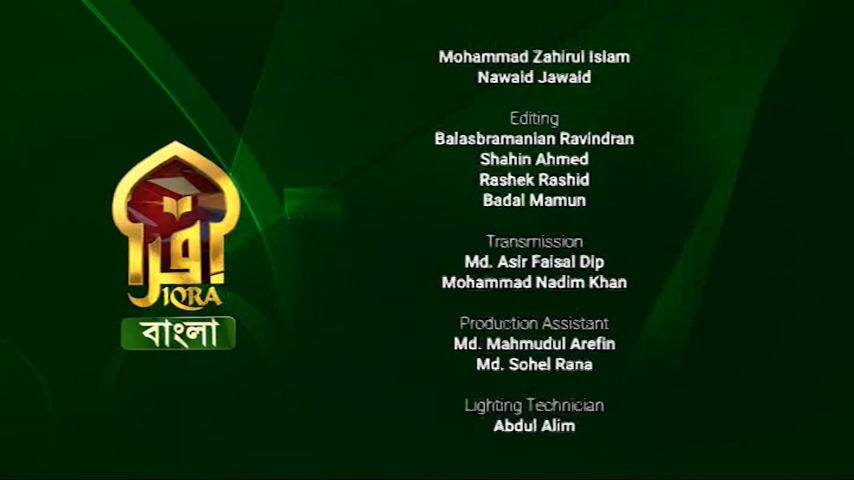 اقرأ
IQRA
বাংলা
Mohammad Zahirul Islam
Nawaid Jawaid
Editing
Balasbramanian Ravindran
Shahin Ahmed
Rashek Rashid
Badal Mamun
Transmission
Md. Asir Faisal Dip
Mohammad Nadim Khan
Production Assistant
Md. Mahmudul Arefin
Md. Sohel Rana
Lighting Technician
Abdul Alim